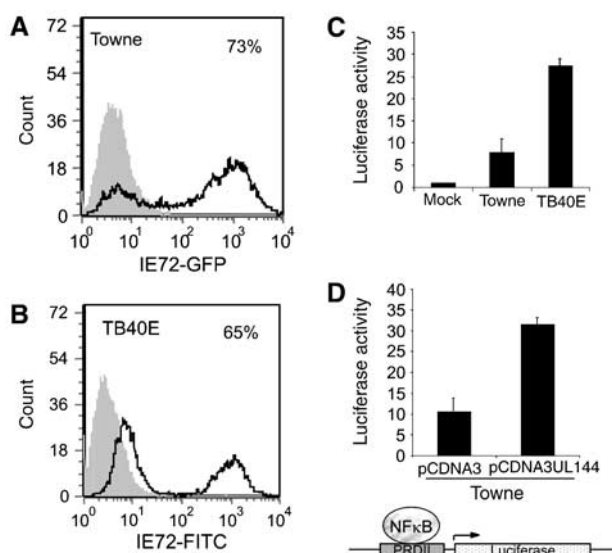 A
Towne
73%
Count
72
54
36
18
0
10^0 10^1 10^2 10^3 10^4
IE72-GFP
B
TB40E
65%
Count
72
54
36
18
0
10^0 10^1 10^2 10^3 10^4
IE72-FITC
C
Luciferase activity
35
30
25
20
15
10
5
0
Mock Towne TB40E
D
Luciferase activity
40
35
30
25
20
15
10
5
0
pCDNA3 pCDNA3UL144
Towne
NFκB
PRDII
Luciferase